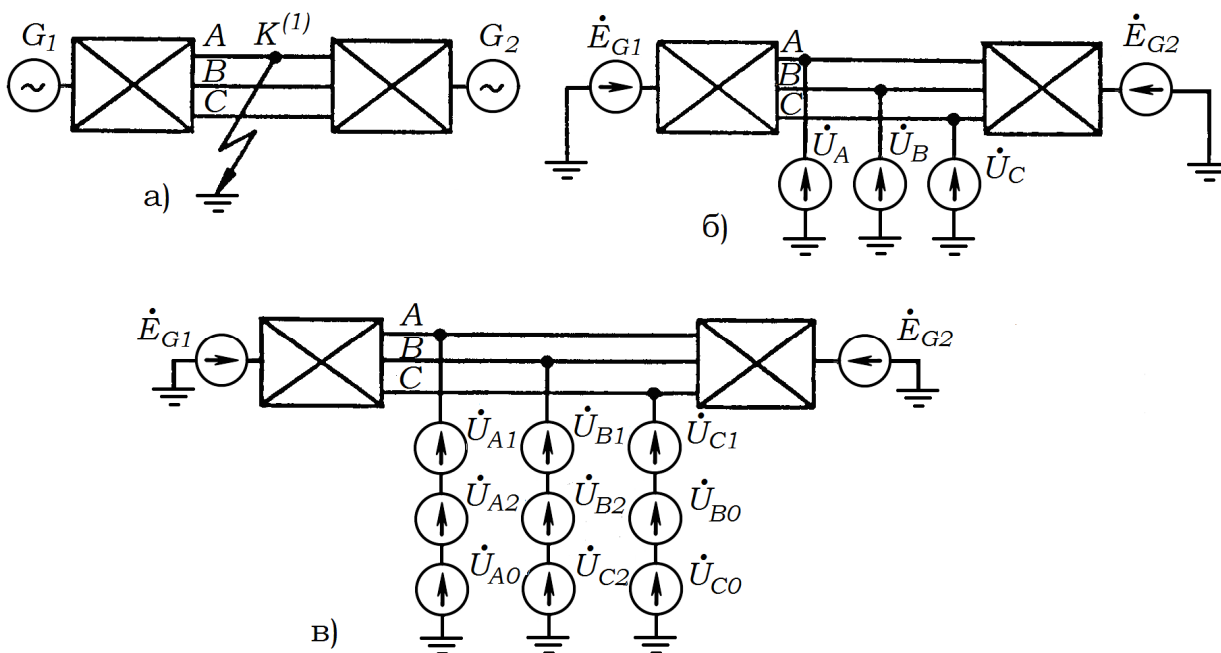 G1 A K(1) G2
B
C
а)
ĖG1 A ĖG2
B
C
U̇A U̇B U̇C
б)
ĖG1 A ĖG2
B
C
U̇A1 U̇B1 U̇C1
U̇A2 U̇B2 U̇B0
U̇A0 U̇C2 U̇C0
в)